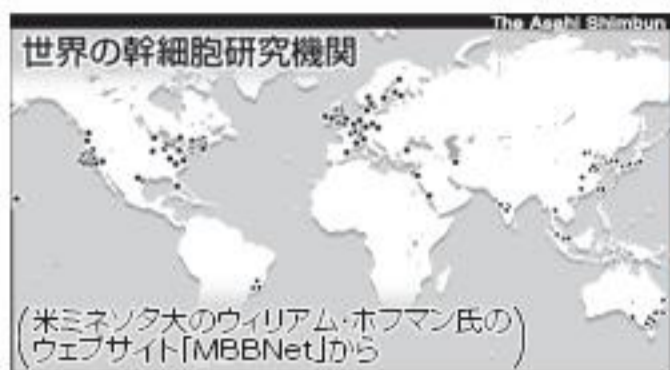 The Asahi Shimbun
世界の幹細胞研究機関
(米ミネソタ大のウィリアム・ホフマン氏の
ウェブサイト「MBBNet」から)